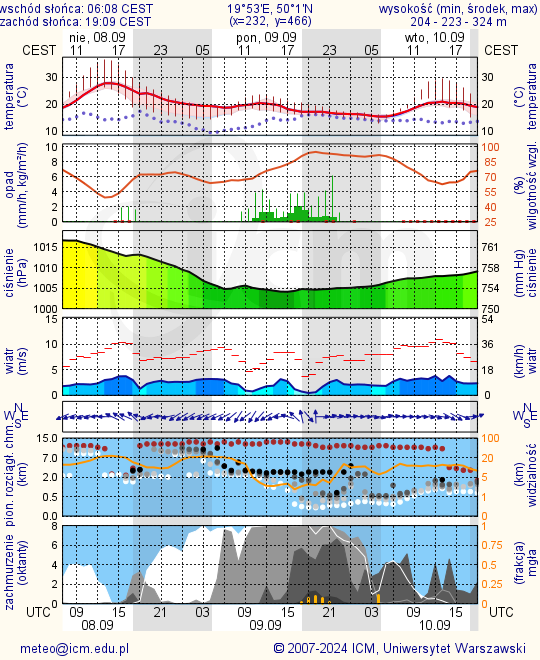 wschód słońca: 06:08 CEST 19°53'E, 50°1'N wysokość (min, środek, max)
zachód słońca: 19:09 CEST (x=232, y=466) 204 - 223 - 324 m
nie, 08.09 pon, 09.09 wto, 10.09
CEST 11 17 23 05 11 17 23 05 11 17 CEST
temperatura (°C)
30 20 10
30 20 10
temperatura (°C)
opad (mm/h, kg/m²/h)
10 8 6 4 2 0
100 85 70 55 40 25
wilgotność wzgl. (%)
ciśnienie (hPa)
1015 1010 1005 1000
761 758 754 750
(mm Hg) ciśnienie
wiatr (m/s)
15 10 5 0
54 36 18 0
(km/h) wiatr
N W E S
N W E S
pion. rozciągł. chm. (km)
15.0 7.0 2.0 0.5 0.0
100 20 5 1 0
(km) widzialność
zachmurzenie (oktanty)
8 6 4 2 0
1 0.75 0.5 0.25 0
(frakcja) mgła
UTC 09 15 21 03 09 15 21 03 09 15 UTC
08.09 09.09 10.09
meteo@icm.edu.pl © 2007-2024 ICM, Uniwersytet Warszawski